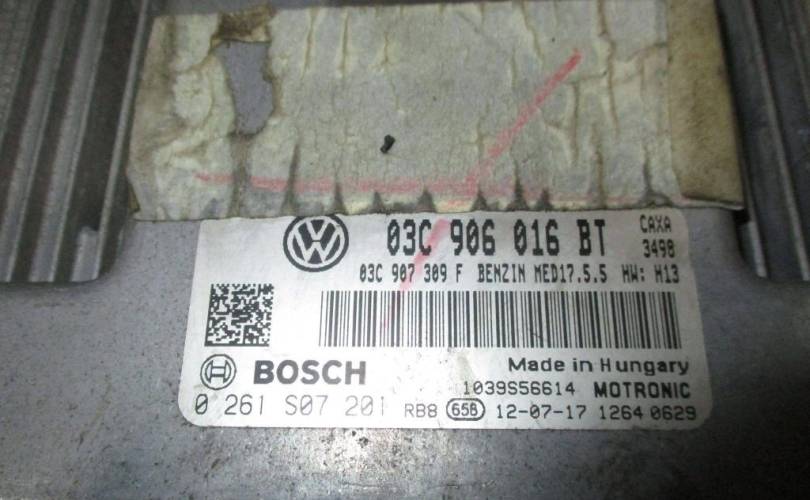 03C 906 016 BT CAXA
3498
03C 907 309 F BENZIN MED17.5.5 HW: H13
BOSCH Made in Hungary
1039S56614 MOTRONIC
0 261 S07 201 RB8 658 12-07-17 1264 0629